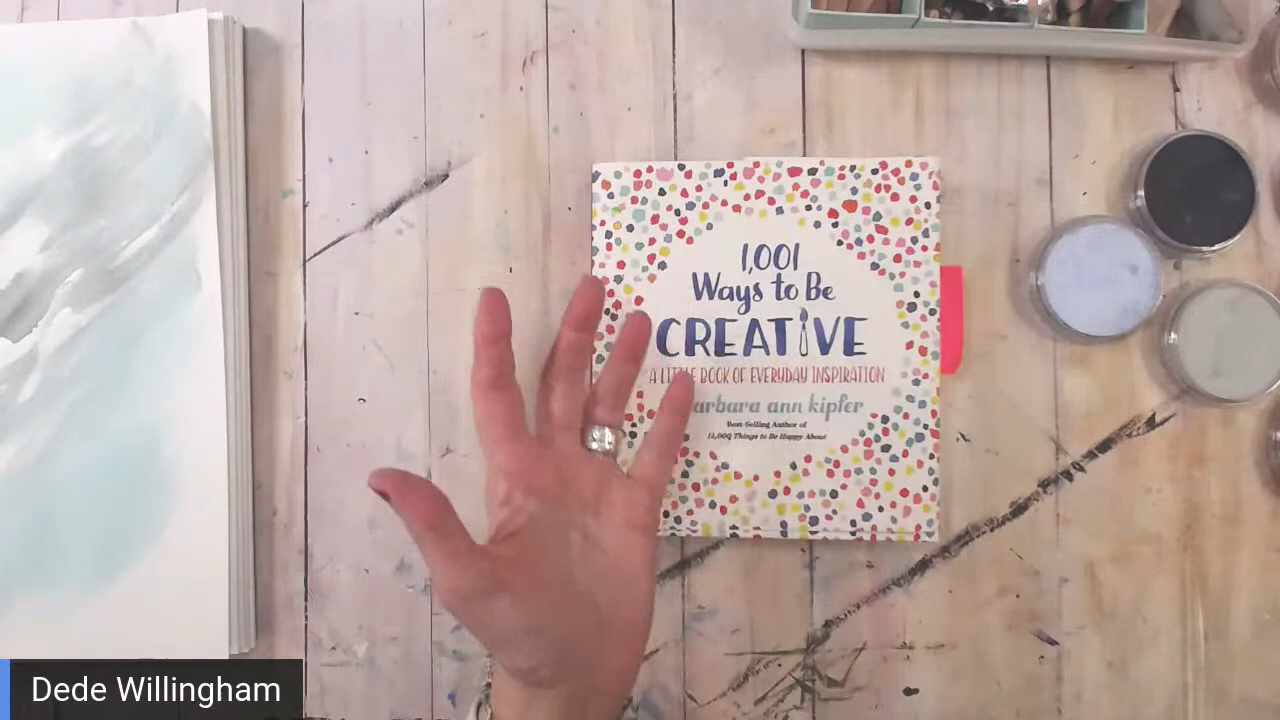 1,001
Ways to Be
CREATIVE
A LITTLE BOOK OF EVERYDAY INSPIRATION
arbara ann kipfer
Best-Selling Author of
14,000 Things to Be Happy About
Dede Willingham